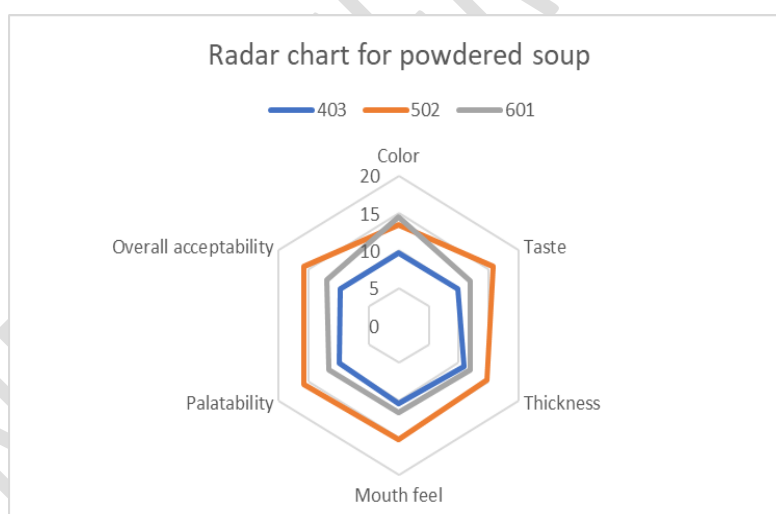 Radar chart for powdered soup
403 502 601
Color
20
15
Overall acceptability 10 Taste
5
0
Palatability Thickness
Mouth feel